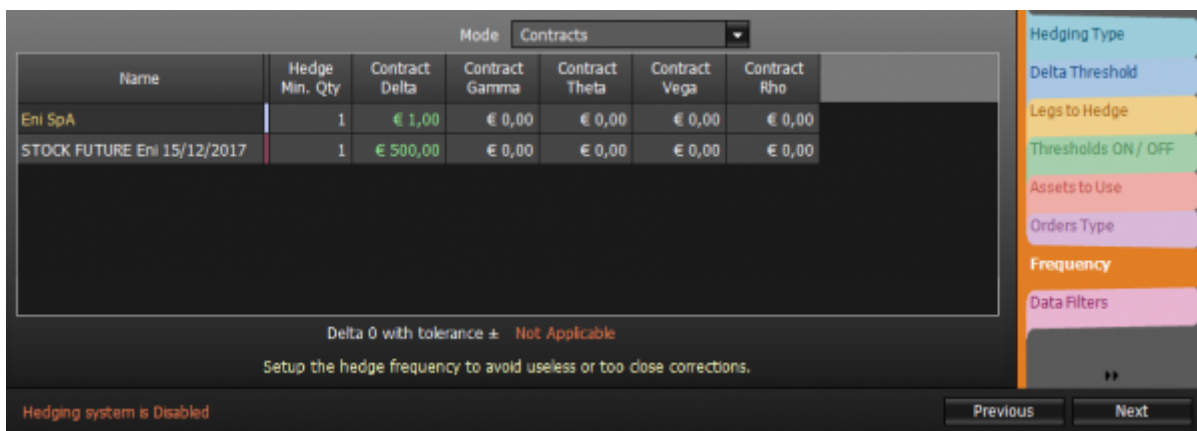 Mode Contracts
Name Hedge Min. Qty Contract Delta Contract Gamma Contract Theta Contract Vega Contract Rho
Eni SpA 1 € 1,00 € 0,00 € 0,00 € 0,00 € 0,00
STOCK FUTURE Eni 15/12/2017 1 € 500,00 € 0,00 € 0,00 € 0,00 € 0,00
Delta 0 with tolerance ± Not Applicable
Setup the hedge frequency to avoid useless or too close corrections.
Hedging Type
Delta Threshold
Legs to Hedge
Thresholds ON / OFF
Assets to Use
Orders Type
Frequency
Data Filters
Hedging system is Disabled
Previous Next